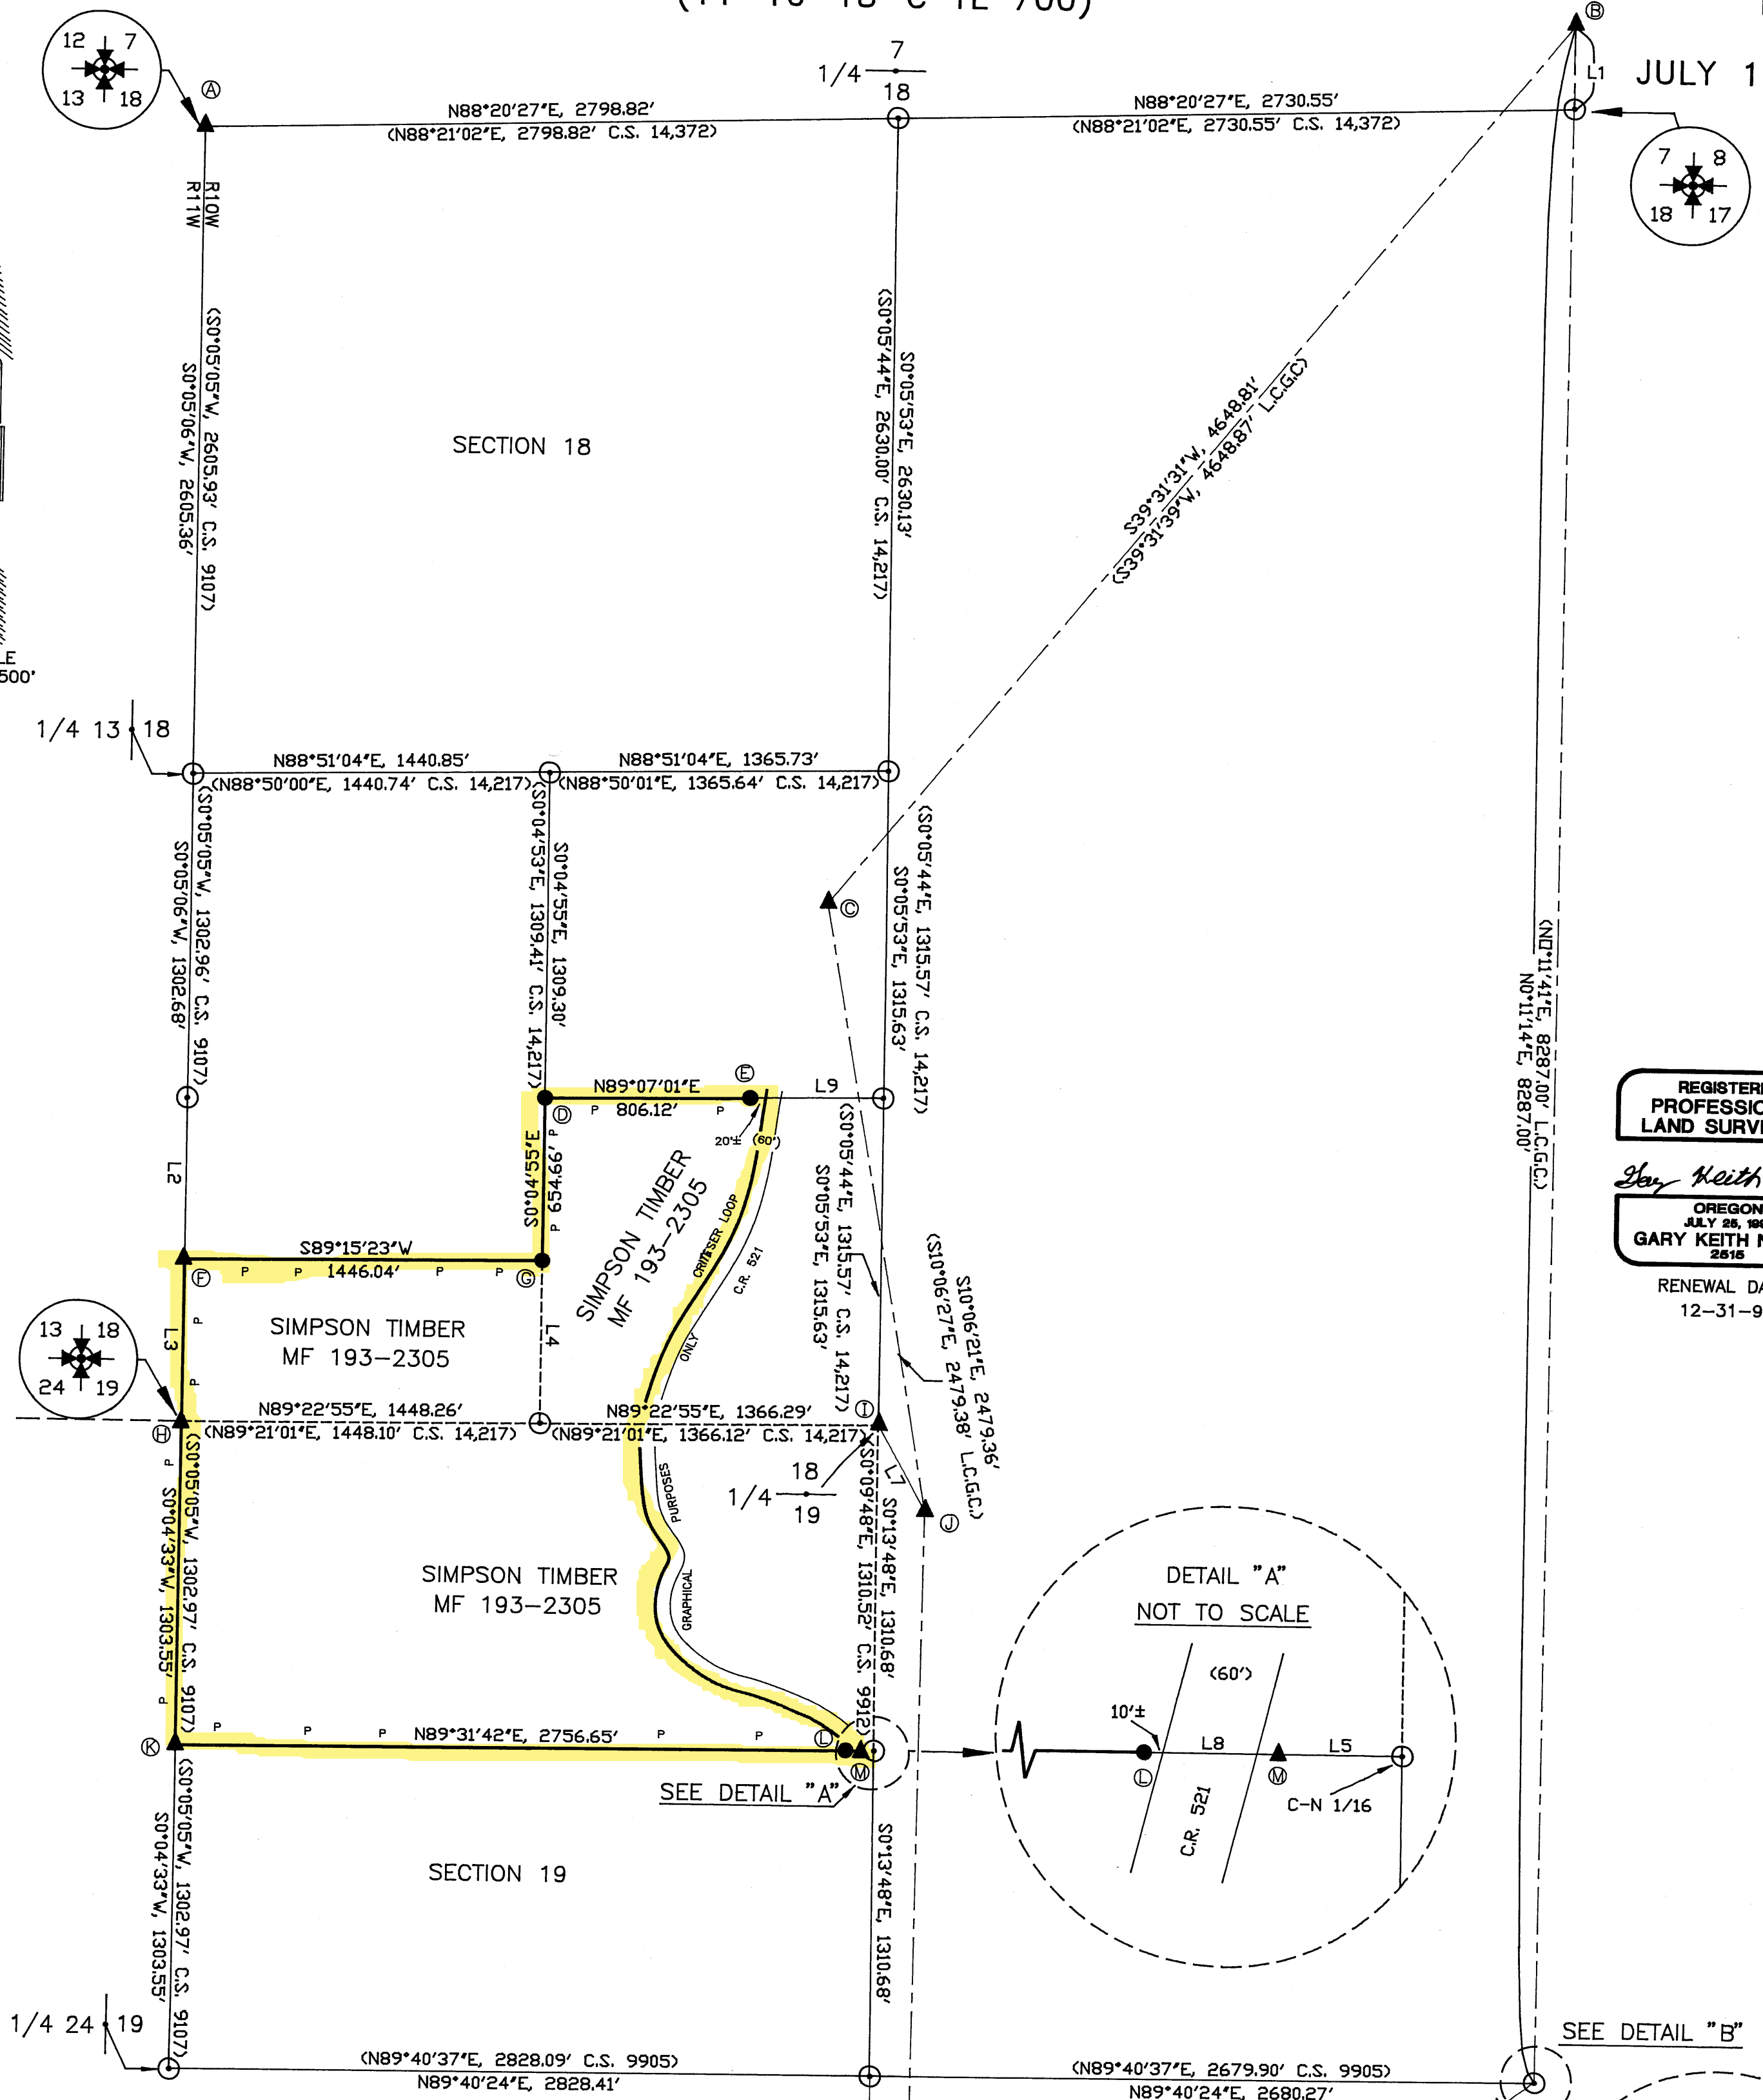 7
1/4
18
12 7
13 18
A
B
L1
JULY 1
N88°20'27"E, 2798.82'
(N88°21'02"E, 2798.82' C.S. 14,372)
N88°20'27"E, 2730.55'
(N88°21'02"E, 2730.55' C.S. 14,372)
7 8
18 17
R10W
R11W
(S0°05'05"W, 2605.93' C.S. 9107)
S0°05'06"W, 2605.36'
SECTION 18
S0°05'53"E, 2630.13'
(S0°05'44"E, 2630.00' C.S. 14,217)
S39°31'31"W, 4648.81'
(S39°31'39"W, 4648.87' L.C.G.C)
500'
1/4 13 18
N88°51'04"E, 1440.85'
(N88°50'00"E, 1440.74' C.S. 14,217)
N88°51'04"E, 1365.73'
(N88°50'01"E, 1365.64' C.S. 14,217)
(S0°05'05"W, 1302.96' C.S. 9107)
S0°05'06"W, 1302.68'
S0°04'55"E, 1309.30'
(S0°04'53"E, 1309.41' C.S. 14,217)
C
(S0°05'44"E, 1315.57' C.S. 14,217)
S0°05'53"E, 1315.63'
(N0°11'41"E, 8287.00' L.C.G.C.)
N0°11'14"E, 8287.00'
N89°07'01"E
806.12'
P P
D
E
L9
20'± (60')
L2
S0°04'55"E
654.66'
P P
SIMPSON TIMBER
MF 193-2305
CRITESER LOOP
C.R. 521
ONLY
PURPOSES
GRAPHICAL
(S0°05'44"E, 1315.57' C.S. 14,217)
S0°05'53"E, 1315.63'
S10°06'21"E, 2479.36'
(S10°06'27"E, 2479.38' L.C.G.C.)
OREGON
GARY KEITH
2515
12-31-9
S89°15'23"W
1446.04'
P P P P
F
G
L3
P P
SIMPSON TIMBER
MF 193-2305
L4
13 18
24 19
H
N89°22'55"E, 1448.26'
(N89°21'01"E, 1448.10' C.S. 14,217)
N89°22'55"E, 1366.29'
(N89°21'01"E, 1366.12' C.S. 14,217)
I
L7
J
18
1/4
19
(S0°05'05"W, 1302.97' C.S. 9107)
S0°04'33"W, 1303.55'
P P
S0°13'48"E, 1310.68'
(S0°09'48"E, 1310.52' C.S. 9912)
SIMPSON TIMBER
MF 193-2305
DETAIL "A"
NOT TO SCALE
(60')
10'±
L8
L5
L
M
C.R. 521
C-N 1/16
K
P P P N89°31'42"E, 2756.65' P P
L
M
SEE DETAIL "A"
SECTION 19
(S0°05'05"W, 1302.97' C.S. 9107)
S0°04'33"W, 1303.55'
S0°13'48"E, 1310.68'
1/4 24 19
(N89°40'37"E, 2828.09' C.S. 9905)
N89°40'24"E, 2828.41'
(N89°40'37"E, 2679.90' C.S. 9905)
N89°40'24"E, 2680.27'
SEE DETAIL "B"